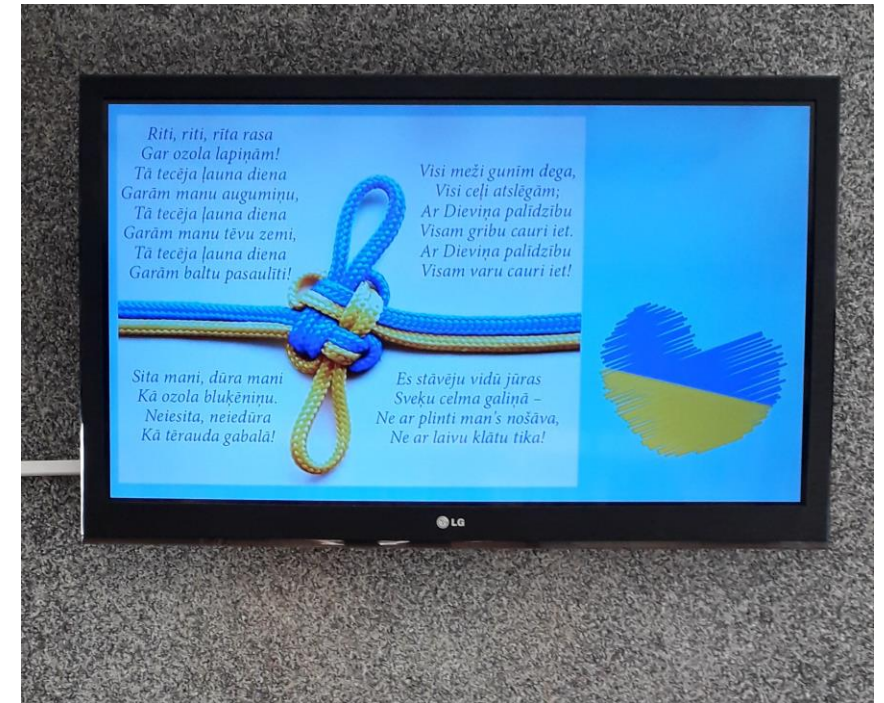 Riti, riti, rīta rasa
Gar ozola lapiņām!
Tā tecēja ļauna diena
Garām manu augumiņu,
Tā tecēja ļauna diena
Garām manu tēvu zemi,
Tā tecēja ļauna diena
Garām baltu pasaulīti!
Visi meži gunīm dega,
Visi ceļi atslēgām;
Ar Dieviņa palīdzību
Visam gribu cauri iet.
Ar Dieviņa palīdzību
Visam varu cauri iet!
Sita mani, dūra mani
Kā ozola bluķēniņu.
Neiesita, neiedūra
Kā tērauda gabalā!
Es stāvēju vidū jūras
Sveķu celma galiņā –
Ne ar plinti man's nošāva,
Ne ar laivu klātu tika!
LG